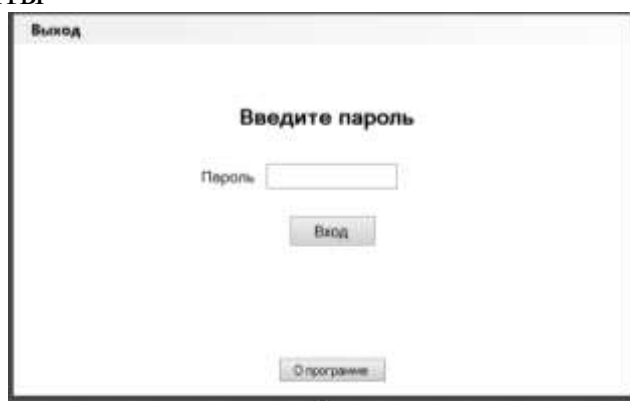 Выход
Введите пароль
Пароль
Вход
О программе